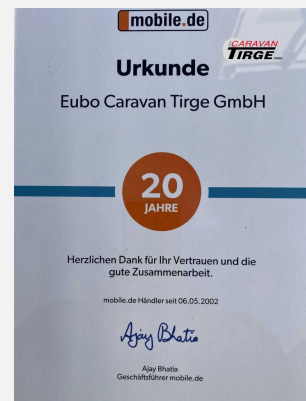 mobile.de
CARAVAN
TIRGE
Urkunde
Eubo Caravan Tirge GmbH
20
JAHRE
Herzlichen Dank für Ihr Vertrauen und die
gute Zusammenarbeit.
mobile.de Händler seit 06.05.2002
Ajay Bhatia
Ajay Bhatia
Geschäftsführer mobile.de